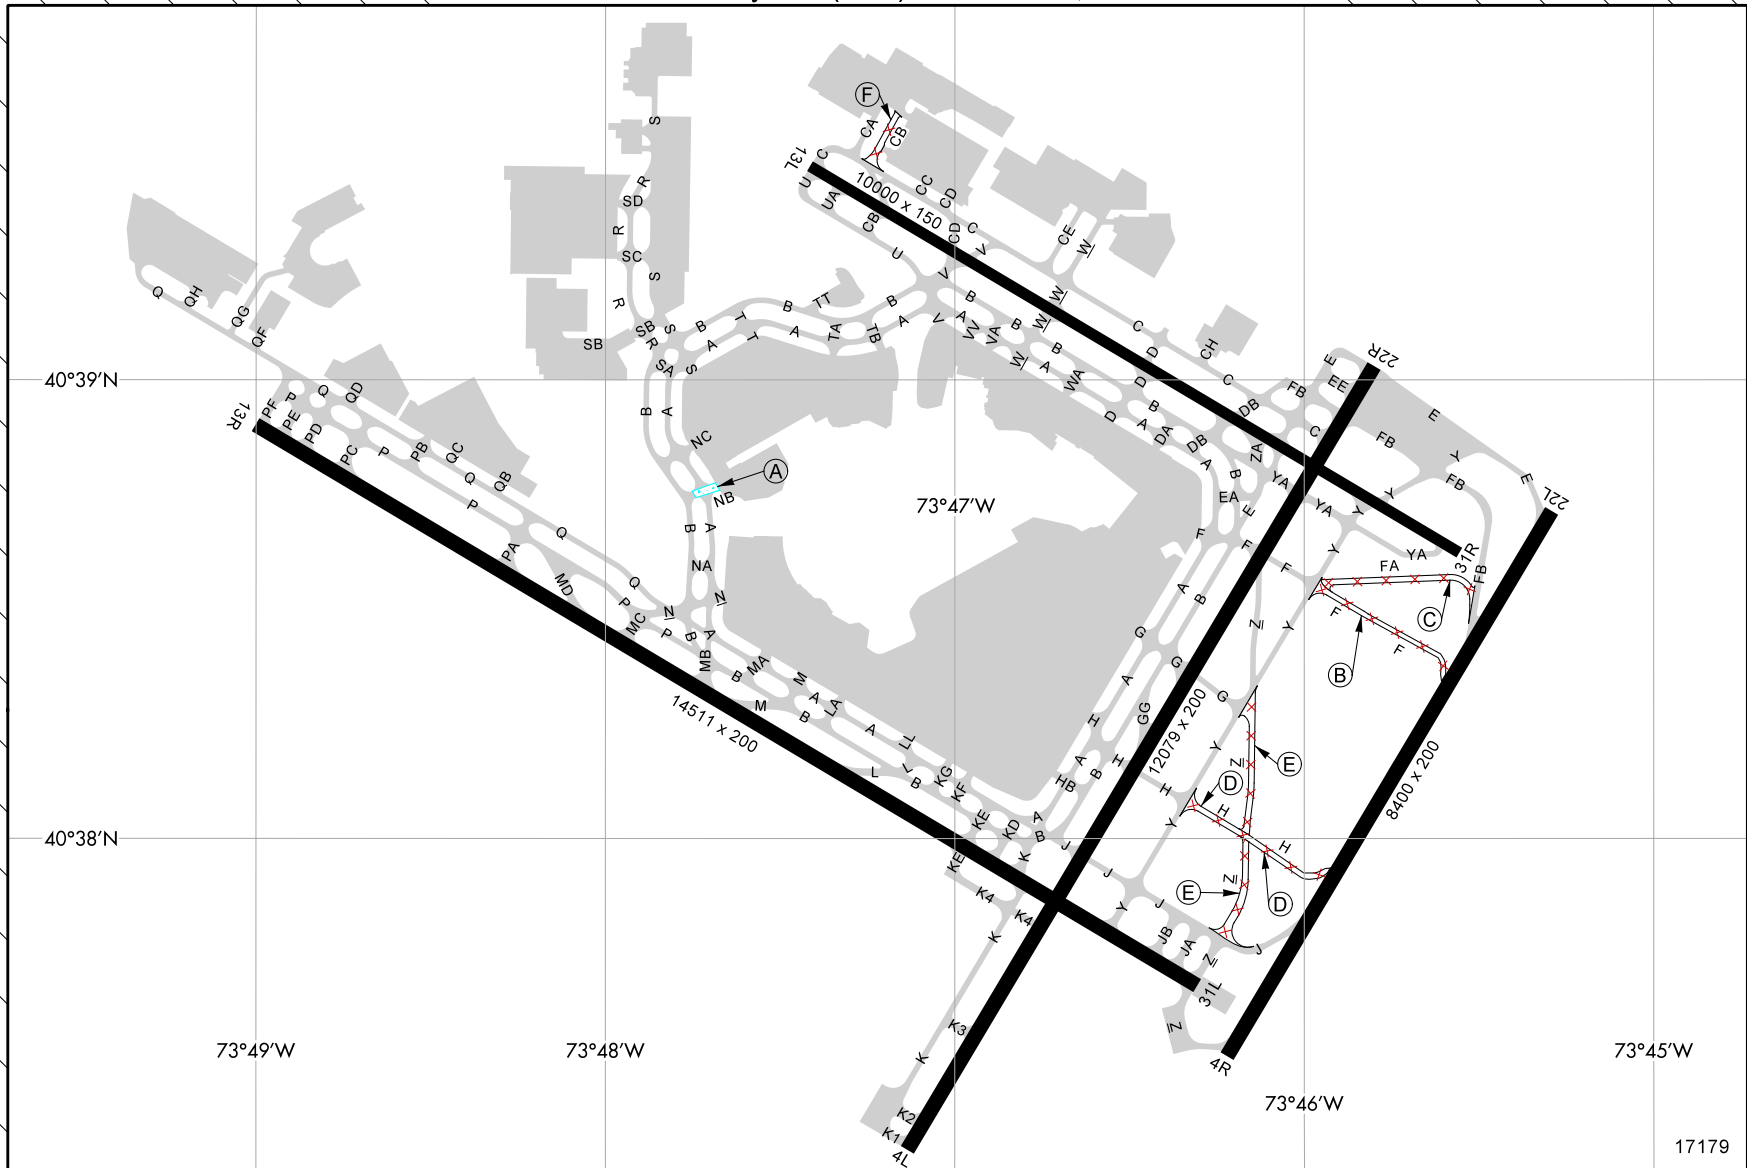 F
CA
CB
S
C
13L
U
UA
CC
CD
10000 x 150
CB
CD
C
V
U
V
CE
W
R
SD
R
SC
S
R
SB
S
R
SB
SA
S
B
A
B
T
T
A
B
TT
TA
B
TB
A
V
B
A
VV
VA
B
W
W
W
B
A
WA
C
D
CH
D
C
D
B
A
DA
DB
DB
A
B
ZA
FB
C
E
EE
22R
E
FB
Y
FB
E
22L
Q
QH
QG
QF
40°39'N
13R
PF
P
PE
PD
Q
QD
PC
P
PB
QC
Q
QB
P
PA
Q
MD
Q
P
MC
N
P
B
A
MB
B
A
NC
A
NB
B
A
NA
N
73°47'W
EA
E
F
F
F
YA
YA
Y
Y
Y
YA
31R
FA
FB
C
F
F
B
A
B
G
G
G
Z
Y
A
GG
H
H
A
B
HB
H
Y
12079 x 200
Z
E
D
H
H
Y
8400 x 200
B
MA
M
M
A
B
LA
A
LL
14511 x 200
L
L
B
KG
KF
KE
KD
A
B
K
J
J
KE
K4
K4
K
Y
J
JB
JA
Z
J
Z
E
D
40°38'N
31L
Z
4R
K3
K
K2
K1
4L
73°49'W
73°48'W
73°46'W
73°45'W
17179